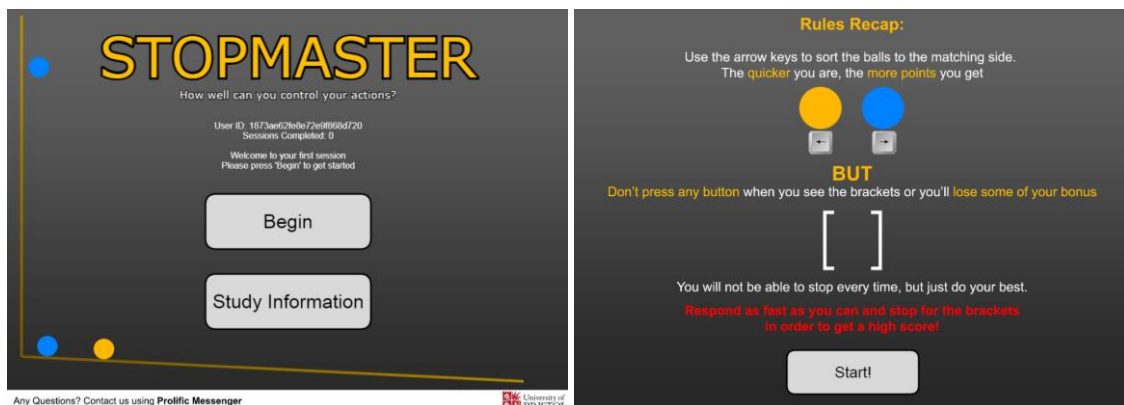 STOPMASTER
How well can you control your actions?
User ID: 1873ae62fe8e72e9f868d720
Sessions Completed: 0
Welcome to your first session
Please press 'Begin' to get started
Begin
Study Information
Any Questions? Contact us using Prolific Messenger
University of
BRISTOL
Rules Recap:
Use the arrow keys to sort the balls to the matching side.
The quicker you are, the more points you get
← →
BUT
Don't press any button when you see the brackets or you'll lose some of your bonus
[ ]
You will not be able to stop every time, but just do your best.
Respond as fast as you can and stop for the brackets
in order to get a high score!
Start!